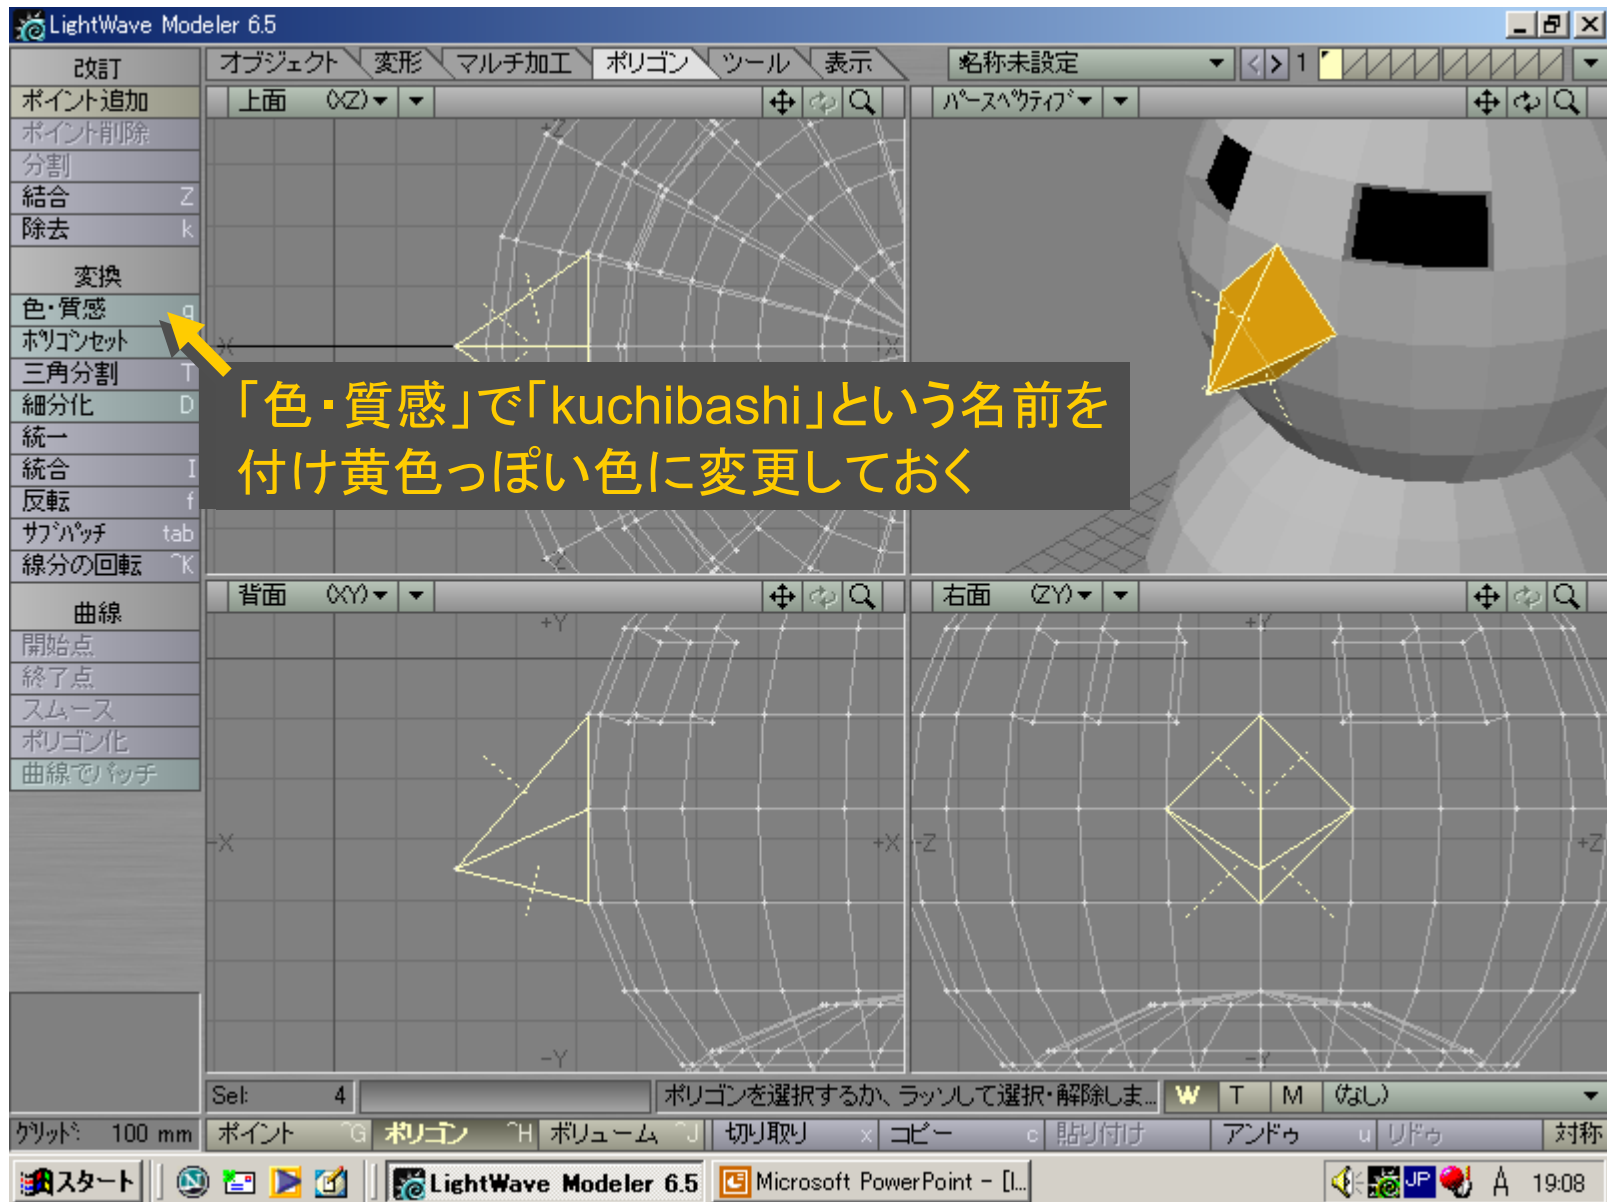 LightWave Modeler 6.5
改訂
オブジェクト 変形 マルチ加工 ポリゴン ツール 表示 名称未設定 < > 1
ポイント追加
上面 (XZ)
パースペクティブ
ポイント削除
分割
結合 Z
除去 k
変換
色・質感 q
ポリゴンセット
三角分割 T
細分化 D
統一
統合 I
反転 f
サブパッチ tab
線分の回転 ^K
「色・質感」で「kuchibashi」という名前を
付け黄色っぽい色に変更しておく
+Z
-X
+X
-Z
背面 (XY)
右面 (ZY)
曲線
開始点
終了点
スムース
ポリゴン化
曲線でパッチ
+Y
+Y
-X
+X
-Z
+Z
-Y
-Y
Sel: 4
ポリゴンを選択するか、ラッソして選択・解除しま... W T M (なし)
グリッド: 100 mm
ポイント ^G ポリゴン ^H ボリューム ^J 切り取り x コピー c 貼り付け アンドゥ u リドゥ 対称
スタート LightWave Modeler 6.5 Microsoft PowerPoint - [l... JP A 19:08